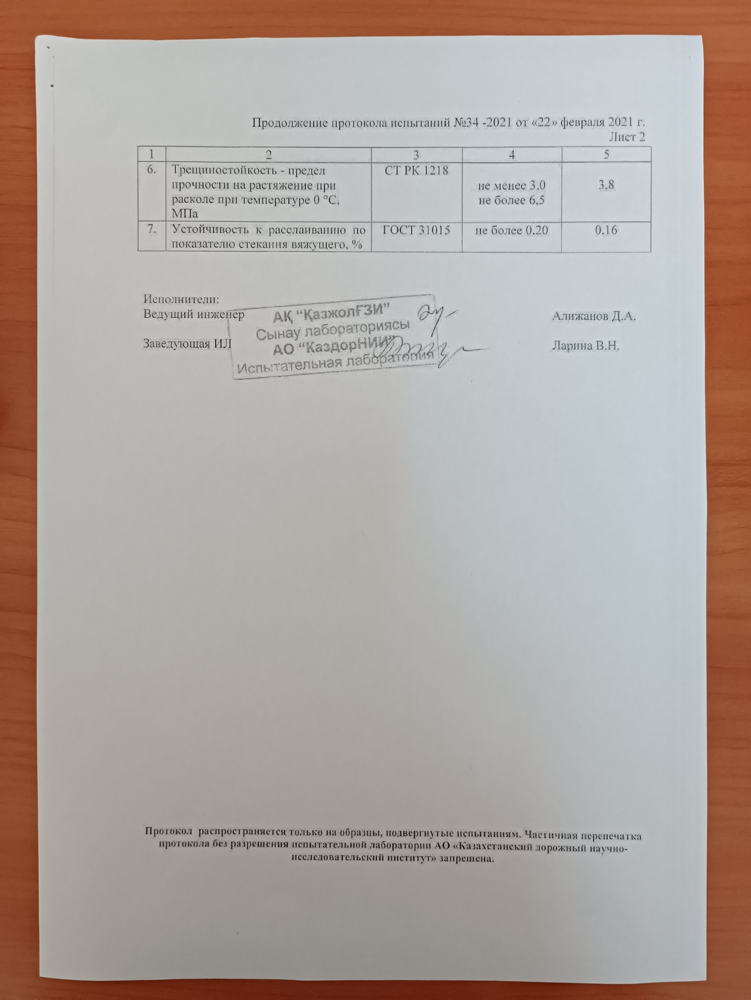 Продолжение протокола испытаний №34 -2021 от «22» февраля 2021 г.
Лист 2
1 2 3 4 5
6. Трещиностойкость - предел СТ РК 1218
прочности на растяжение при не менее 3,0 3.8
расколе при температуре 0 °С, не более 6,5
МПа
7. Устойчивость к расслаиванию по ГОСТ 31015 не более 0.20 0.16
показателю стекания вяжущего, %
Исполнители:
Ведущий инженер Алижанов Д.А.
Заведующая ИЛ Ларина В.Н.
АҚ “ҚазжолҒЗИ”
Сынау лабораториясы
АО “КаздорНИИ”
Испытательная лаборатория
Протокол распространяется только на образцы, подвергнутые испытаниям. Частичная перепечатка
протокола без разрешения испытательной лаборатории АО «Казахстанский дорожный научно-
исследовательский институт» запрещена.